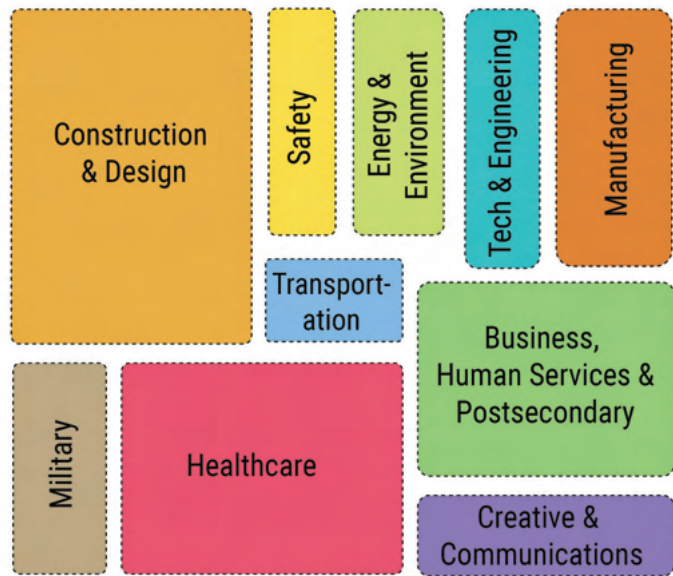 Construction
& Design
Safety
Energy &
Environment
Tech & Engineering
Manufacturing
Transport-
ation
Business,
Human Services &
Postsecondary
Military
Healthcare
Creative &
Communications